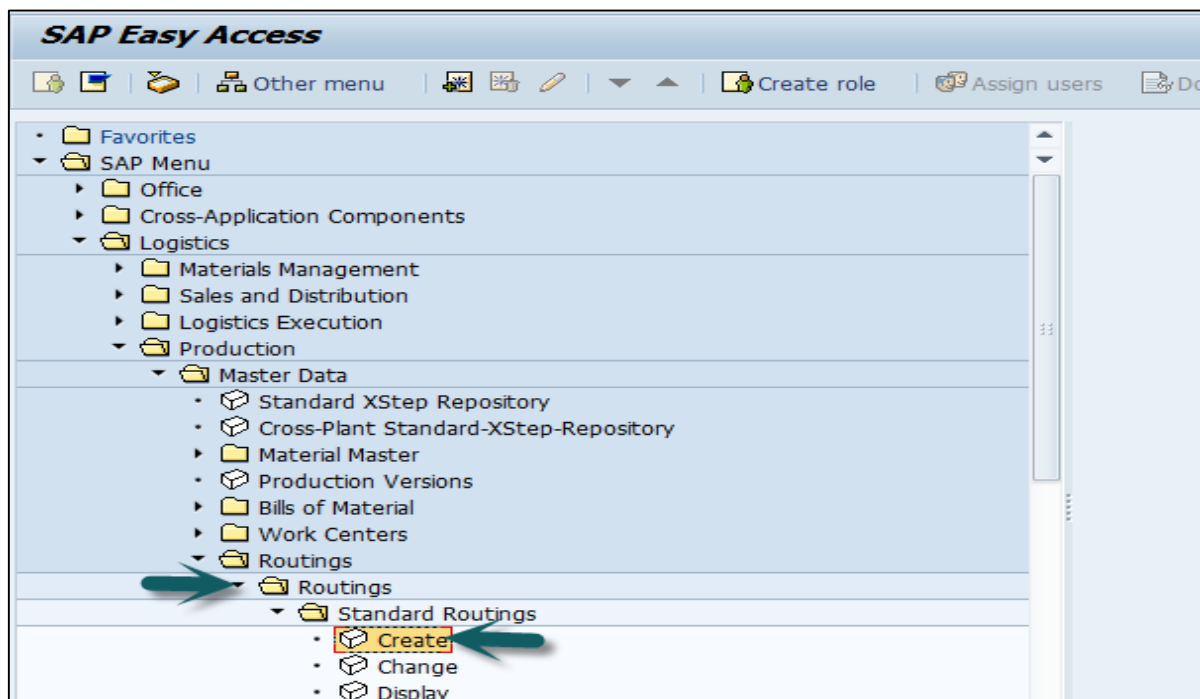 SAP Easy Access
Other menu Create role Assign users Do
Favorites
SAP Menu
Office
Cross-Application Components
Logistics
Materials Management
Sales and Distribution
Logistics Execution
Production
Master Data
Standard XStep Repository
Cross-Plant Standard-XStep-Repository
Material Master
Production Versions
Bills of Material
Work Centers
Routings
Routings
Standard Routings
Create
Change
Display